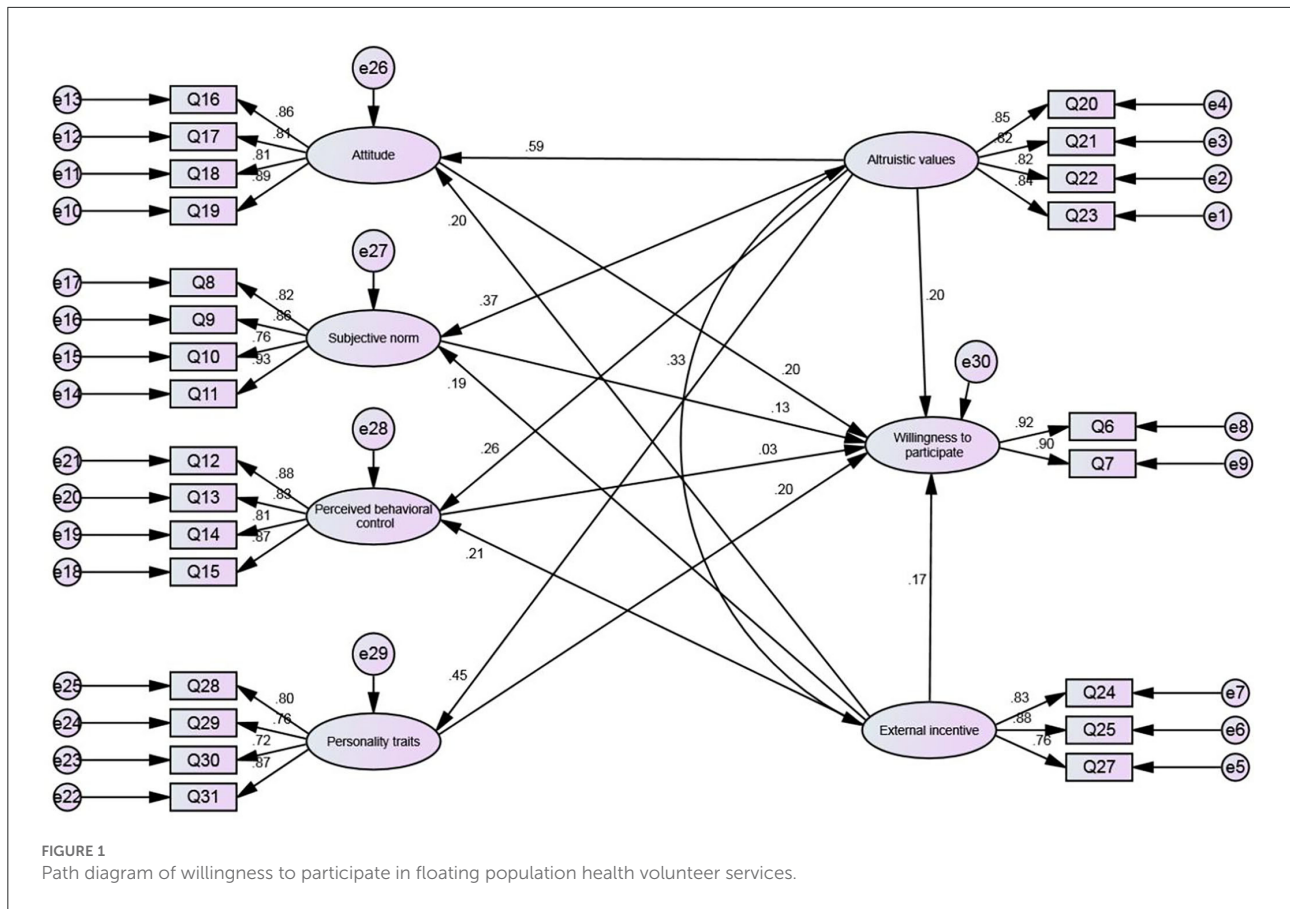 e26
e13 Q16 .86
e12 Q17 .81
e11 Q18 .81
e10 Q19 .89
Attitude
.59
.20
e27
e17 Q8 .82
e16 Q9 .86
e15 Q10 .76
e14 Q11 .93
Subjective norm
.37
.19
e28
e21 Q12 .88
e20 Q13 .83
e19 Q14 .81
e18 Q15 .87
Perceived behavioral
control
.26
.21
e29
e25 Q28 .80
e24 Q29 .76
e23 Q30 .72
e22 Q31 .87
Personality traits
.45
.33
.20
.13
.03
.20
Altruistic values
.85 Q20 e4
.82 Q21 e3
.82 Q22 e2
.84 Q23 e1
.20
e30
Willingness to
participate
.92 Q6 e8
.90 Q7 e9
.17
External incentive
.83 Q24 e7
.88 Q25 e6
.76 Q27 e5
FIGURE 1
Path diagram of willingness to participate in floating population health volunteer services.